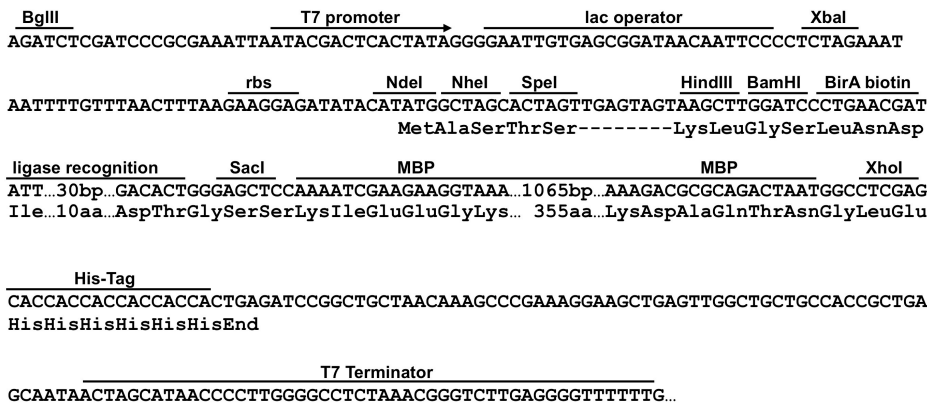 BglII T7 promoter lac operator XbaI
AGATCTCGATCCCGCGAAATTAATACGACTCACTATAGGGGAATTGTGAGCGGATAACAATTCCCCTCTAGAAAT
rbs NdeI NheI SpeI HindIII BamHI BirA biotin
AATTTTGTTTAACTTTAAGAAGGAGATATACATATGGCTAGCACTAGTTGAGTAGTAAGCTTGGATCCCTGAACGAT
MetAlaSerThrSer--------LysLeuGlySerLeuAsnAsp
ligase recognition SacI MBP MBP XhoI
ATT…30bp…GACACTGGGAGCTCCAAAATCGAAGAAGGTAAA…1065bp…AAAGACGCGCAGACTAATGGCCTCGAG
Ile…10aa…AspThrGlySerSerLysIleGluGluGlyLys… 355aa…LysAspAlaGlnThrAsnGlyLeuGlu
His-Tag
CACCACCACCACCACCACTGAGATCCGGCTGCTAACAAAGCCCGAAAGGAAGCTGAGTTGGCTGCTGCCACCGCTGA
HisHisHisHisHisHisEnd
T7 Terminator
GCAATAACTAGCATAACCCCTTGGGGCCTCTAAACGGGTCTTGAGGGGTTTTTTG…